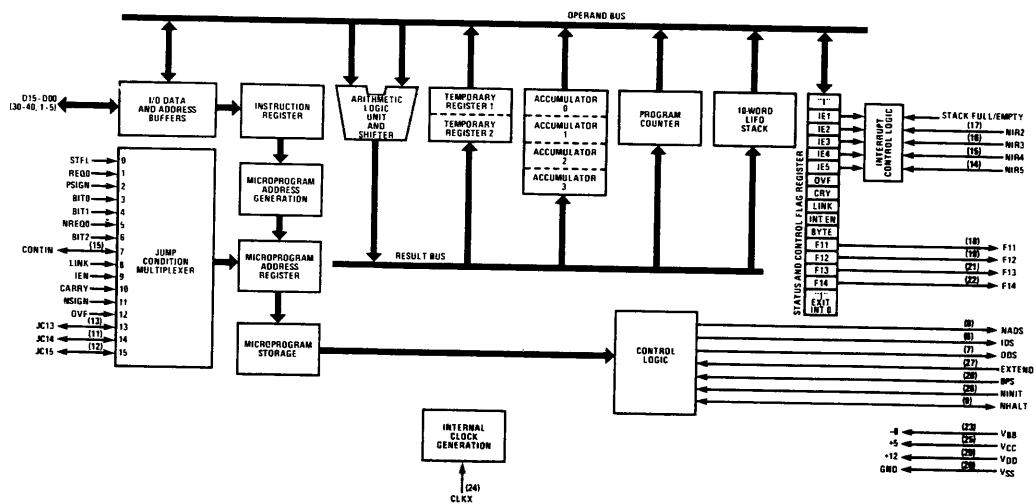 OPERAND BUS
D15-D00
(30-40, 1-5)
I/O DATA
AND ADDRESS
BUFFERS
INSTRUCTION
REGISTER
ARITHMETIC
LOGIC
UNIT
and
SHIFTER
TEMPORARY
REGISTER 1
TEMPORARY
REGISTER 2
ACCUMULATOR
0
ACCUMULATOR
1
ACCUMULATOR
2
ACCUMULATOR
3
PROGRAM
COUNTER
10-WORD
LIFO
STACK
STATUS AND CONTROL FLAG REGISTER
"1"
IE1
IE2
IE3
IE4
IE5
OVF
CRY
LINK
INT EN
BYTE
F11
F12
F13
F14
"1"
EXIT
INT 0
INTERRUPT
CONTROL LOGIC
STACK FULL/EMPTY
(17)
NIR2
(16)
NIR3
(15)
NIR4
(14)
NIR5
(18)
F11
(19)
F12
(21)
F13
(22)
F14
STFL
0
REQ0
1
PSIGN
2
BIT0
3
BIT1
4
NREQ0
5
BIT2
6
CONTIN
(15)
7
LINK
8
IEN
9
CARRY
10
NSIGN
11
OVF
12
JC13
(13)
13
JC14
(11)
14
JC15
(12)
15
JUMP
CONDITION
MULTIPLEXER
MICROPROGRAM
ADDRESS
GENERATION
MICROPROGRAM
ADDRESS
REGISTER
MICROPROGRAM
STORAGE
RESULT BUS
CONTROL
LOGIC
NADS
IDS
(7)
ODS
(27)
EXTEND
BPS
NINIT
NHALT
INTERNAL
CLOCK
GENERATION
(24)
CLKX
-8
(23)
VBB
+5
(25)
VCC
+12
(29)
VDD
GND
VSS